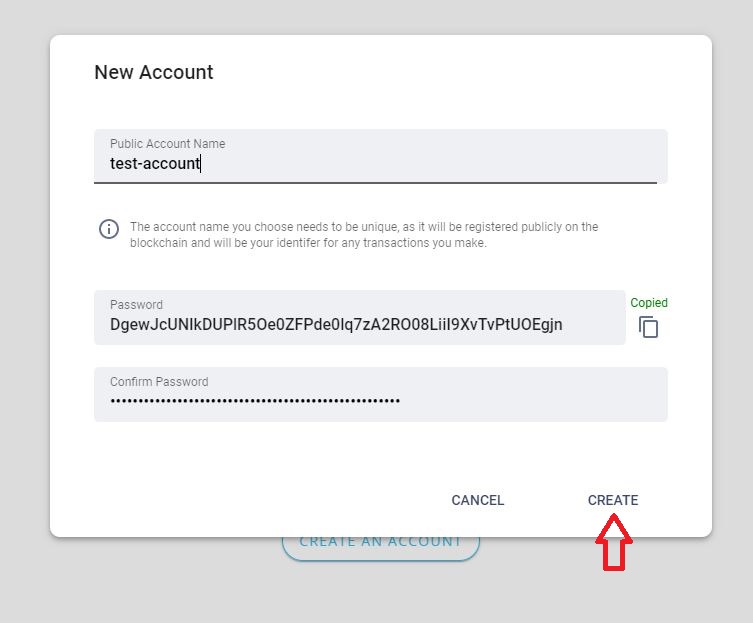 New Account
Public Account Name
test-account
The account name you choose needs to be unique, as it will be registered publicly on the
blockchain and will be your identifer for any transactions you make.
Password
Copied
DgewJcUNIkDUPlR5Oe0ZFPde0Iq7zA2RO08LiiI9XvTvPtUOEgjn
Confirm Password
CANCEL
CREATE
CREATE AN ACCOUNT